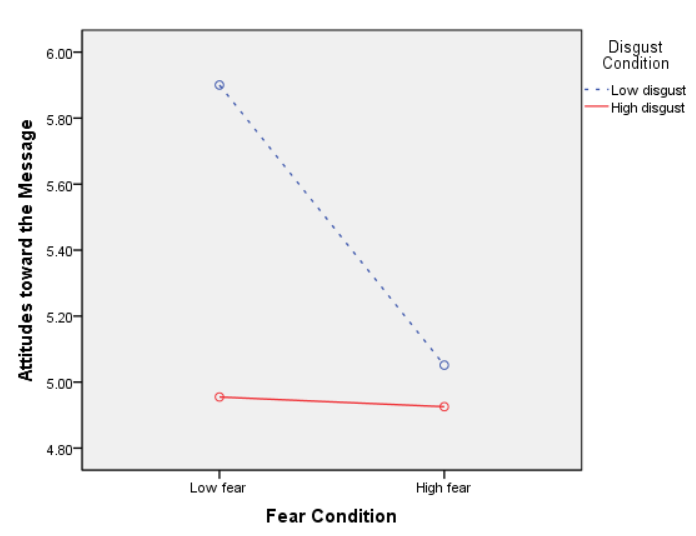 Disgust
Condition
Low disgust
High disgust
6.00
5.80
5.60
5.40
5.20
5.00
4.80
Attitudes toward the Message
Low fear
High fear
Fear Condition